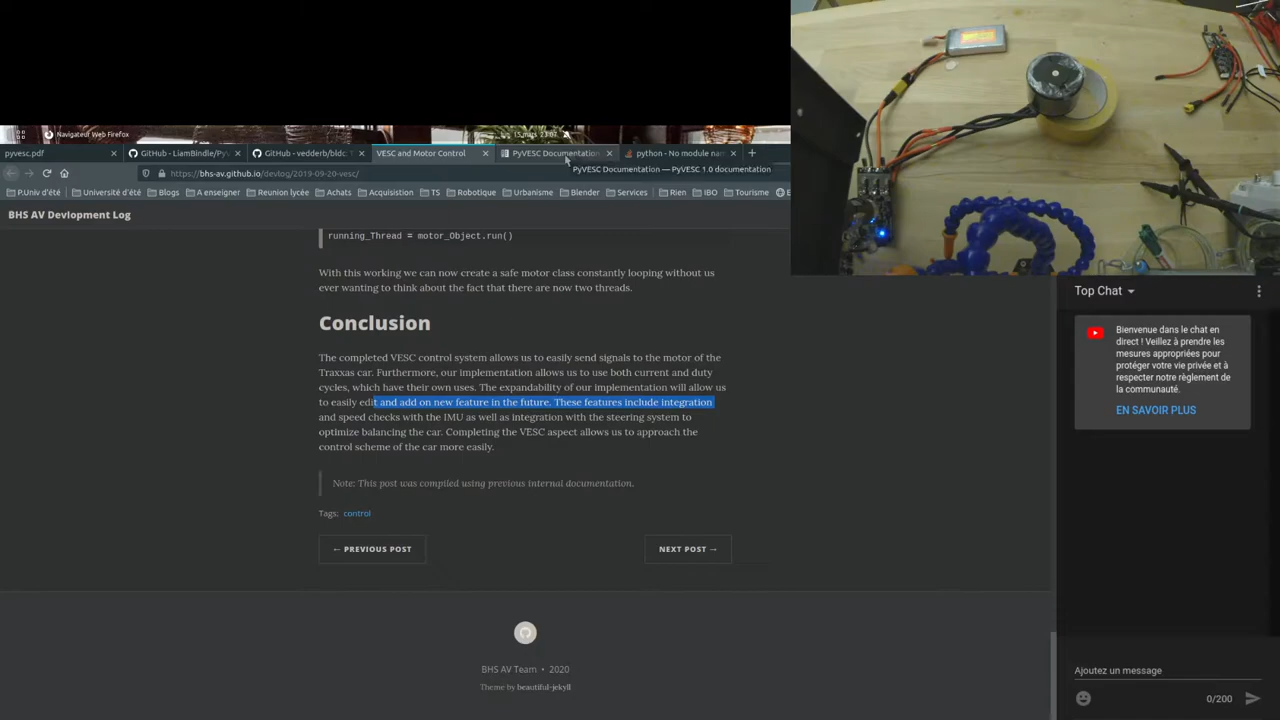 Navigateur Web Firefox
15 mars 23:07
pyvesc.pdf
GitHub - LiamBindle/Pyv
GitHub - vedderb/bldc: T
VESC and Motor Control
PyVESC Documentation
python - No module nam
PyVESC Documentation — PyVESC 1.0 documentation
https://bhs-av.github.io/devlog/2019-09-20-vesc/
P.Univ d'été
Université d'été
Blogs
A enseigner
Reunion lycée
Achats
Occupation
TS
Robotique
Urbanisme
Blender
Section
Rien
IBO
Tourisme
BHS AV Devlopment Log
running_Thread = motor_Object.run()
With this working we can now create a safe motor class constantly looping without us
ever wanting to think about the fact that there are now two threads.
Conclusion
The completed VESC control system allows us to easily send signals to the motor of the
Traxxas car. Furthermore, our implementation allows us to use both current and duty
cycles, which have their own uses. The expandability of our implementation will allow us
to easily edit and add on new feature in the future. These features include integration
and speed checks with the IMU as well as integration with the steering system to
optimize balancing the car. Completing the VESC aspect allows us to approach the
control scheme of the car more easily.
Note: This post was compiled using previous internal documentation.
Tags: control
← PREVIOUS POST
NEXT POST →
BHS AV Team • 2020
Theme by beautiful-jekyll
Top Chat
Bienvenue dans le chat en
direct ! Veillez à prendre les
mesures appropriées pour
protéger votre vie privée et à
respecter notre règlement de
la communauté.
EN SAVOIR PLUS
Ajoutez un message
0/200